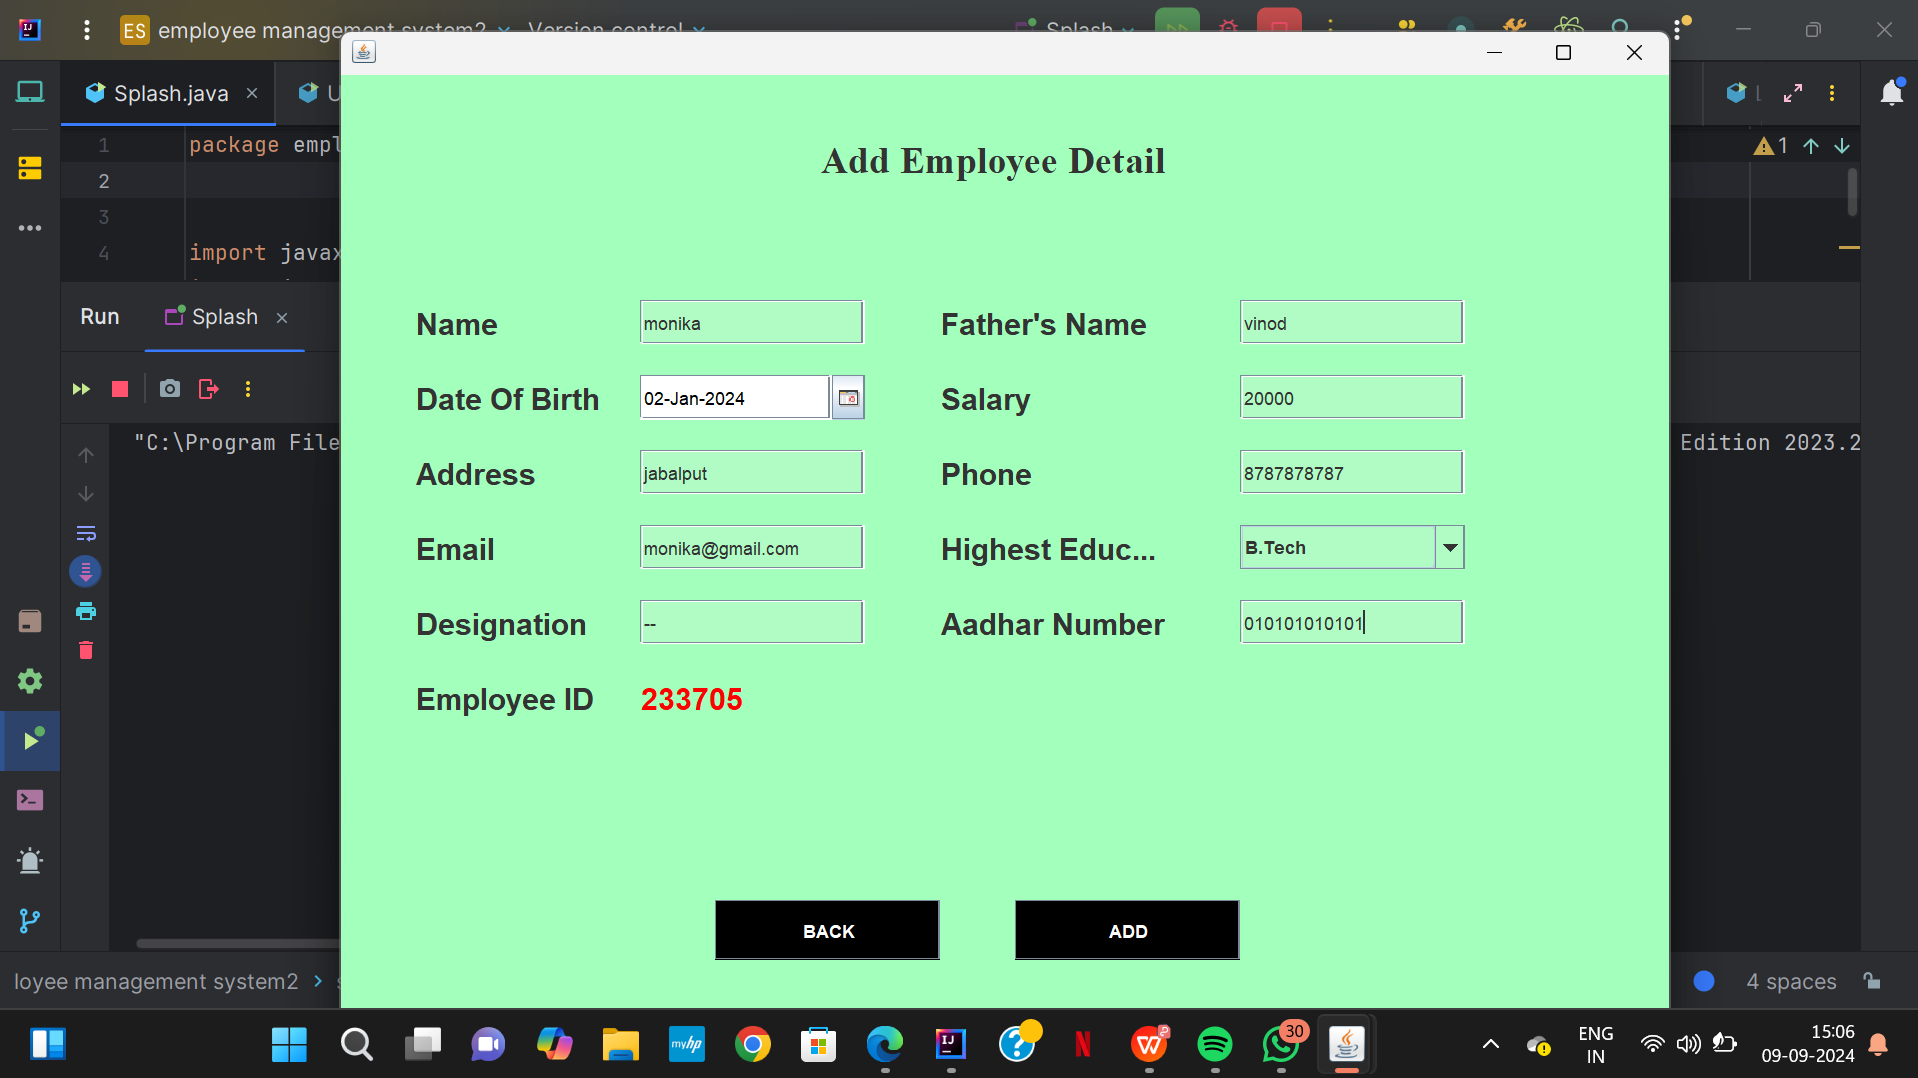 ES employee management system2 Version control Splash
Splash.java
1 package empl
2
3
4 import javax
1
Run Splash
"C:\Program File
Edition 2023.2
Add Employee Detail
Name monika Father's Name vinod
Date Of Birth 02-Jan-2024 Salary 20000
Address jabalput Phone 8787878787
Email monika@gmail.com Highest Educ... B.Tech
Designation -- Aadhar Number 010101010101
Employee ID 233705
BACK ADD
loyee management system2 >
4 spaces
myhp
30
ENG
IN
15:06
09-09-2024